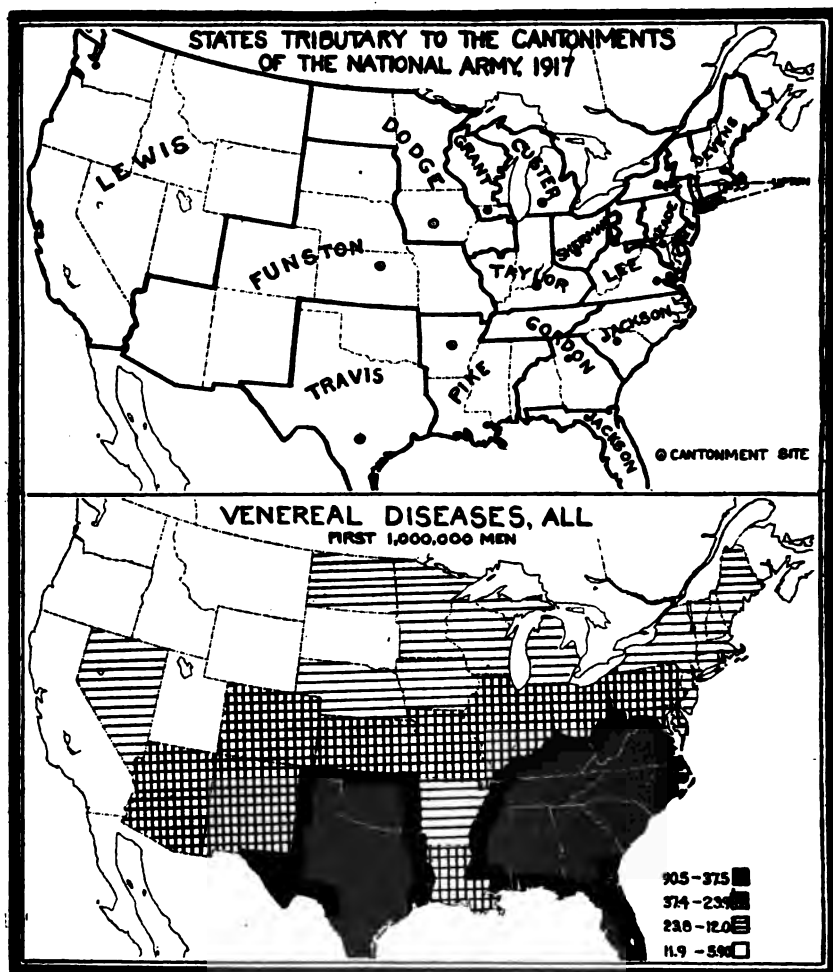 STATES TRIBUTARY TO THE CANTONMENTS
OF THE NATIONAL ARMY, 1917
LEWIS
DODGE
GRANT
CUSTER
DEVENS
UPTON
FUNSTON
SHERMAN
MEADE
TAYLOR
LEE
TRAVIS
PIKE
GORDON
JACKSON
JACKSON
CANTONMENT SITE
VENEREAL DISEASES, ALL
FIRST 1,000,000 MEN
90.5 - 37.5
37.4 - 23.9
23.8 - 12.0
11.9 - 5.90